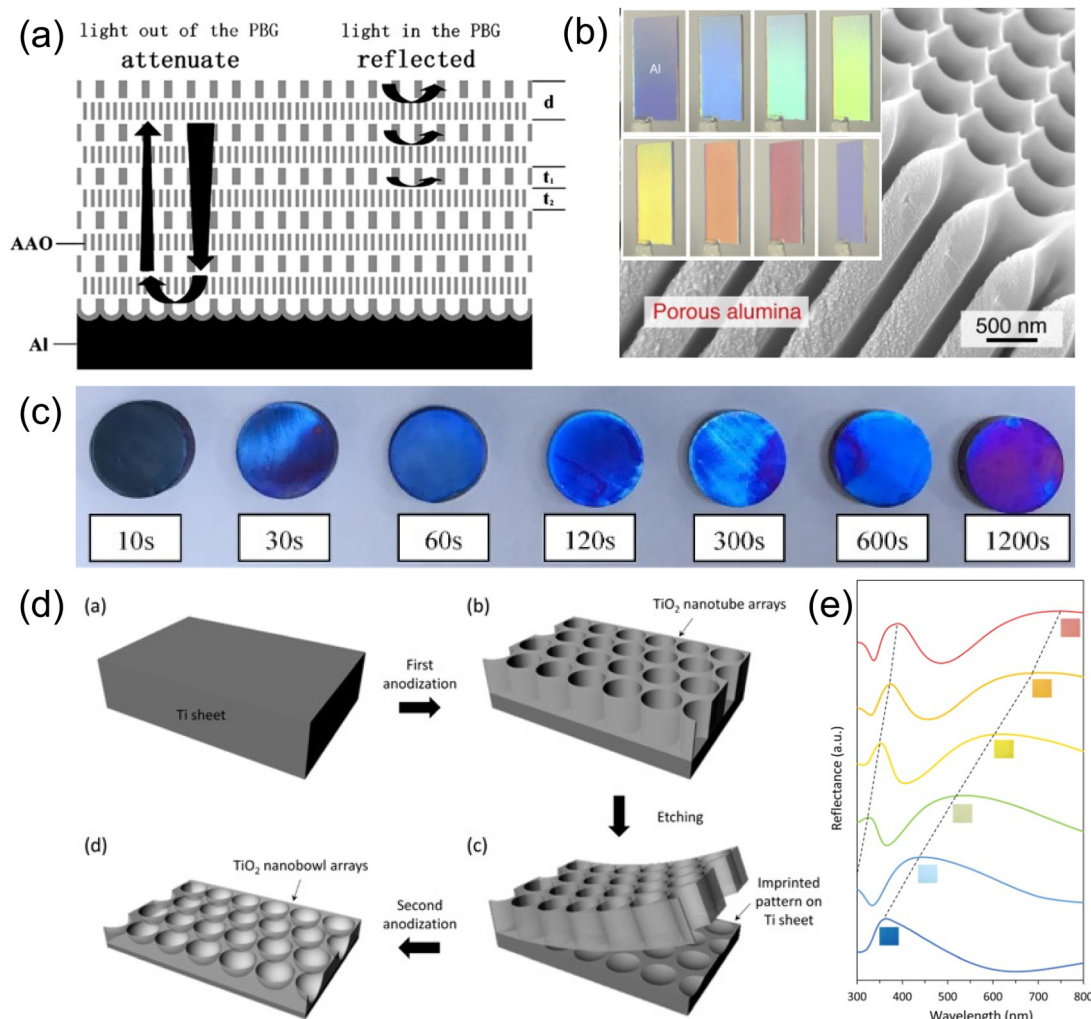 (a)
light out of the PBG
attenuate
light in the PBG
reflected
d
t₁
t₂
AAO
Al
(b)
Al
Porous alumina
500 nm
(c)
10s
30s
60s
120s
300s
600s
1200s
(d)
(a)
Ti sheet
First
anodization
(b)
TiO₂ nanotube arrays
Etching
(c)
Imprinted
pattern on
Ti sheet
Second
anodization
(d)
TiO₂ nanobowl arrays
(e)
Reflectance (a.u.)
300 400 500 600 700 800
Wavelength (nm)